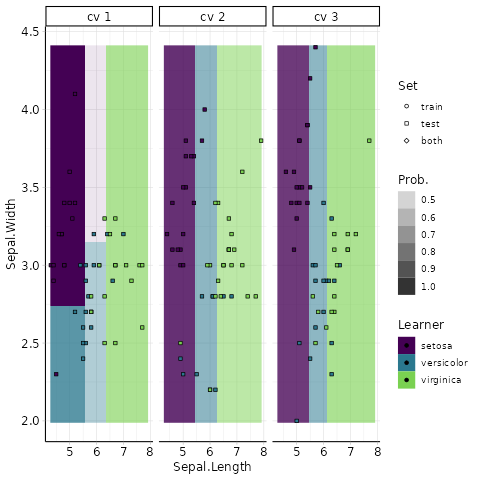 cv 1 cv 2 cv 3
4.5
4.0
3.5
3.0
2.5
2.0
Sepal.Width
5 6 7 8 5 6 7 8 5 6 7 8
Sepal.Length
Set
train
test
both
Prob.
0.5
0.6
0.7
0.8
0.9
1.0
Learner
setosa
versicolor
virginica